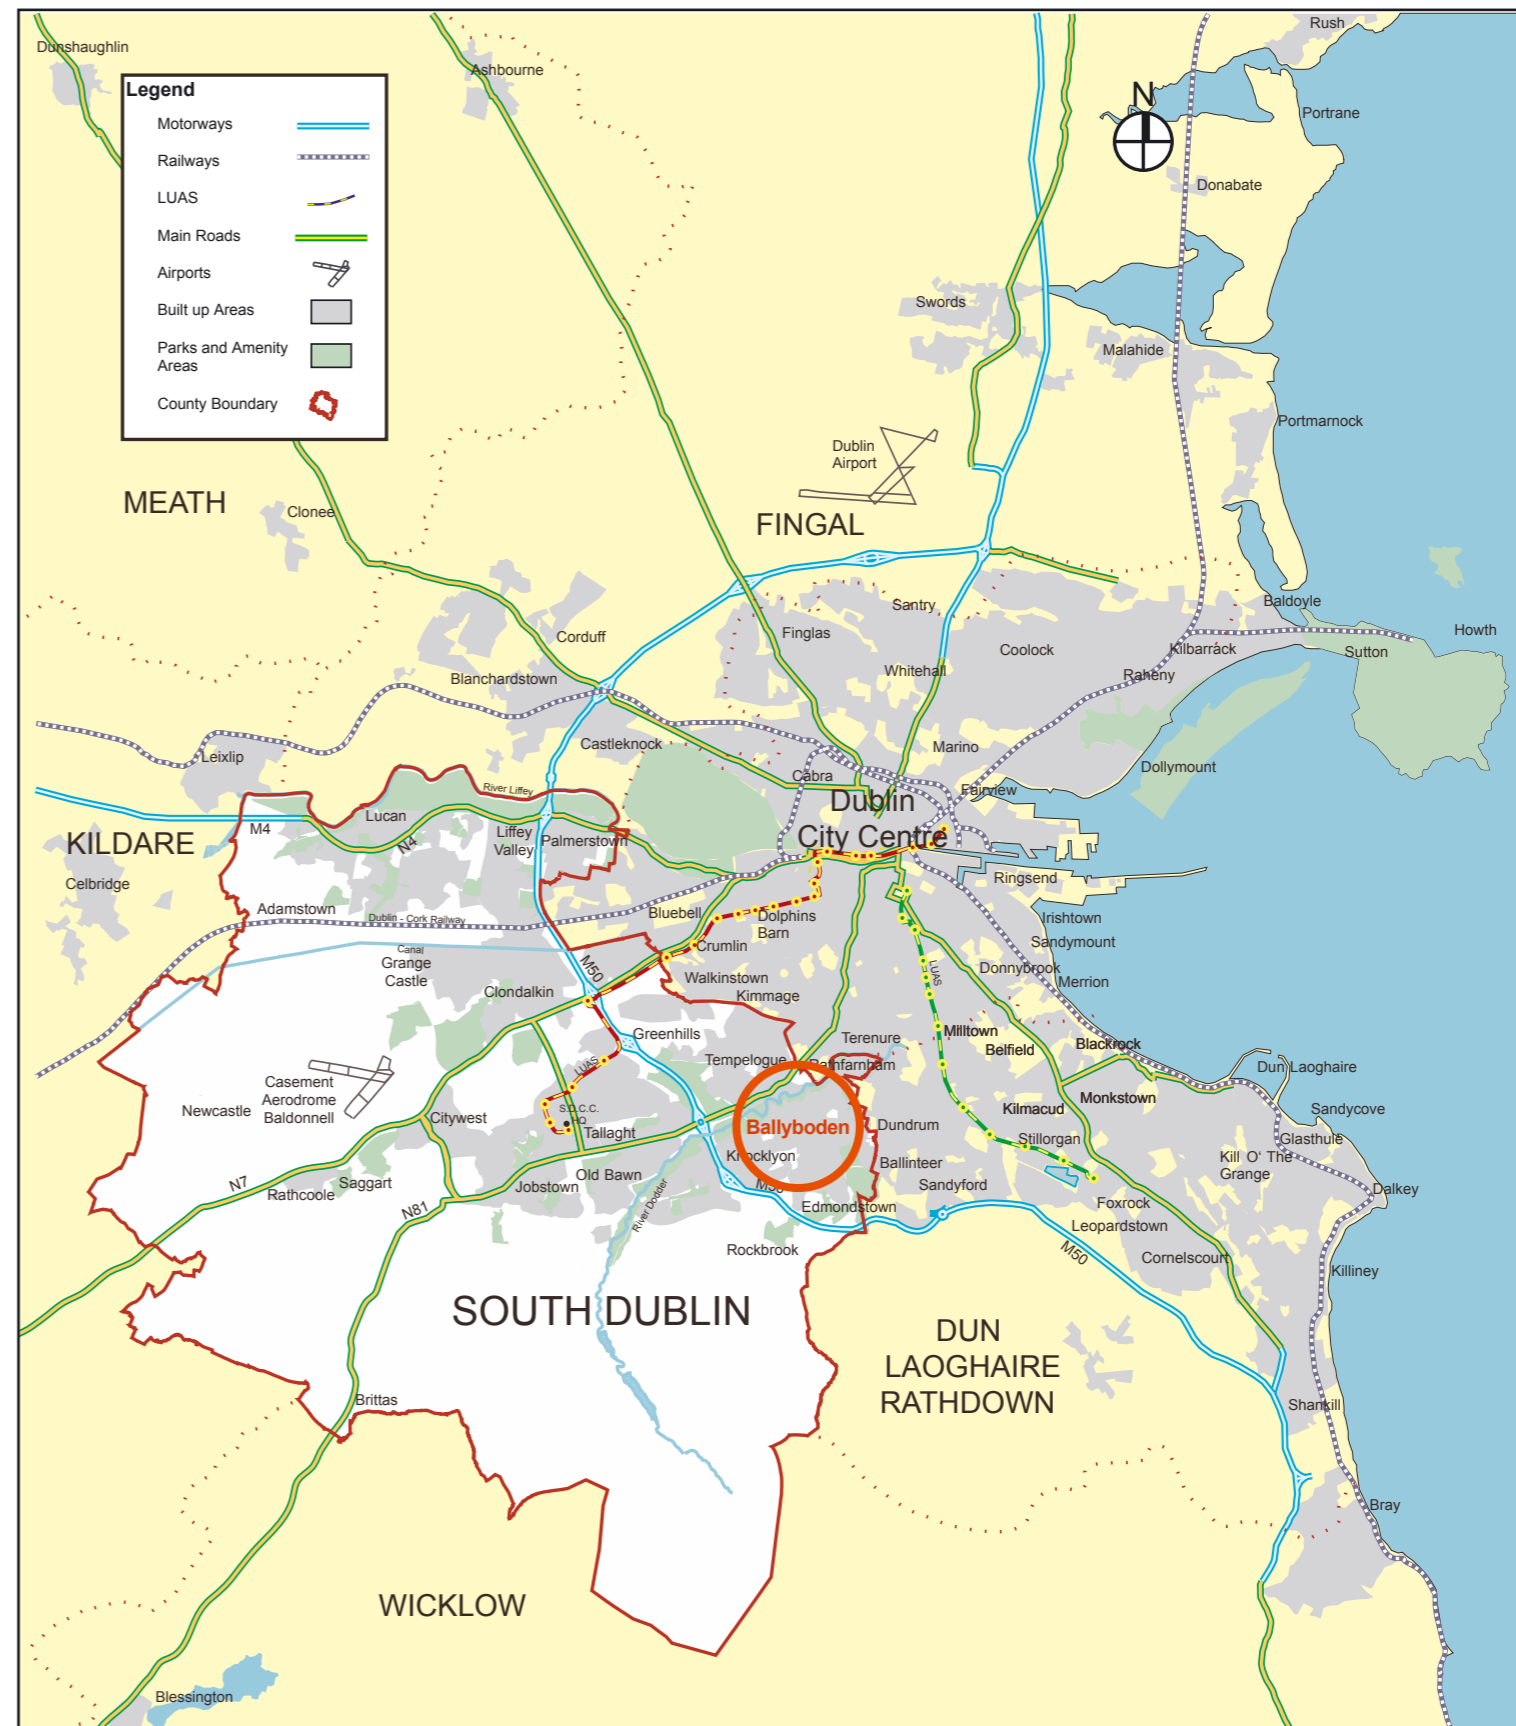 Rush
Dunshaughlin
Ashbourne
Legend
Motorways
Railways
LUAS
Main Roads
Airports
Built up Areas
Parks and Amenity
Areas
County Boundary
N
Portrane
Donabate
Swords
Malahide
Portmarnock
Dublin
Airport
MEATH
Clonee
FINGAL
Santry
Baldoyle
Howth
Corduff
Finglas
Coolock
Kilbarrack
Sutton
Whitehall
Raheny
Blanchardstown
Castleknock
Marino
Leixlip
Dollymount
Cabra
River Liffey
Fairview
Dublin
City Centre
Lucan
M4
N4
Liffey
Valley
Palmerstown
KILDARE
Celbridge
Ringsend
Adamstown
Dublin - Cork Railway
Bluebell
Dolphins
Barn
Irishtown
Crumlin
Sandymount
Canal
Grange
Castle
M50
Walkinstown
LUAS
Donnybrook
Merrion
Clondalkin
Kimmage
Greenhills
Terenure
Milltown
Belfield
Blackrock
Tempelogue
Rathfarnham
Dun Laoghaire
LUAS
Casement
Aerodrome
Baldonnell
Newcastle
Citywest
S.D.C.C.
HQ
Tallaght
Ballyboden
Dundrum
Kilmacud
Monkstown
Sandycove
Stillorgan
Glasthule
Knocklyon
Ballinteer
Kill O' The
Grange
N7
Rathcoole
Saggart
Jobstown
Old Bawn
River Dodder
M50
Sandyford
Dalkey
N81
Edmondstown
Foxrock
Leopardstown
Rockbrook
M50
Cornelscourt
Killiney
SOUTH DUBLIN
DUN
LAOGHAIRE
RATHDOWN
Brittas
Shankill
Bray
WICKLOW
Blessington